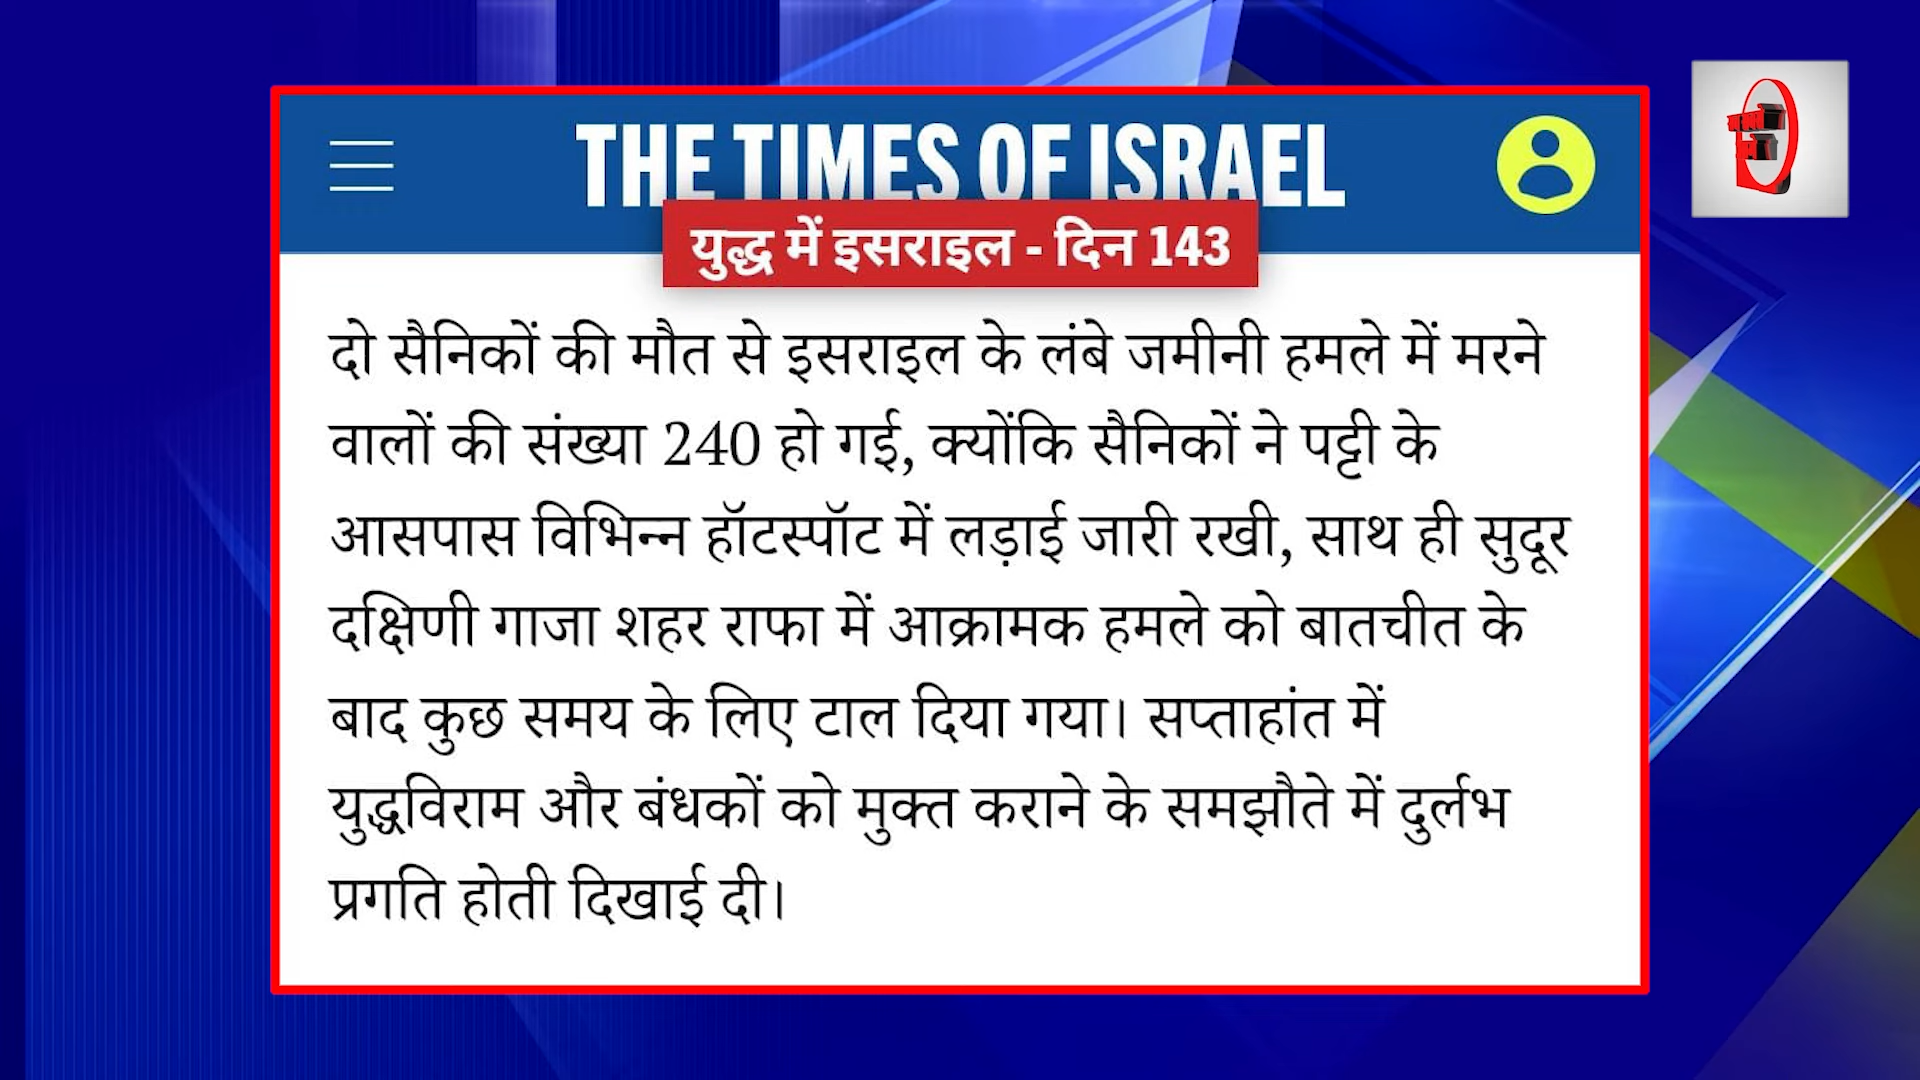 THE TIMES OF ISRAEL
युद्ध में इसराइल - दिन 143
दो सैनिकों की मौत से इसराइल के लंबे जमीनी हमले में मरने
वालों की संख्या 240 हो गई, क्योंकि सैनिकों ने पट्टी के
आसपास विभिन्न हॉटस्पॉट में लड़ाई जारी रखी, साथ ही सुदूर
दक्षिणी गाजा शहर राफा में आक्रामक हमले को बातचीत के
बाद कुछ समय के लिए टाल दिया गया। सप्ताहांत में
युद्धविराम और बंधकों को मुक्त कराने के समझौते में दुर्लभ
प्रगति होती दिखाई दी।